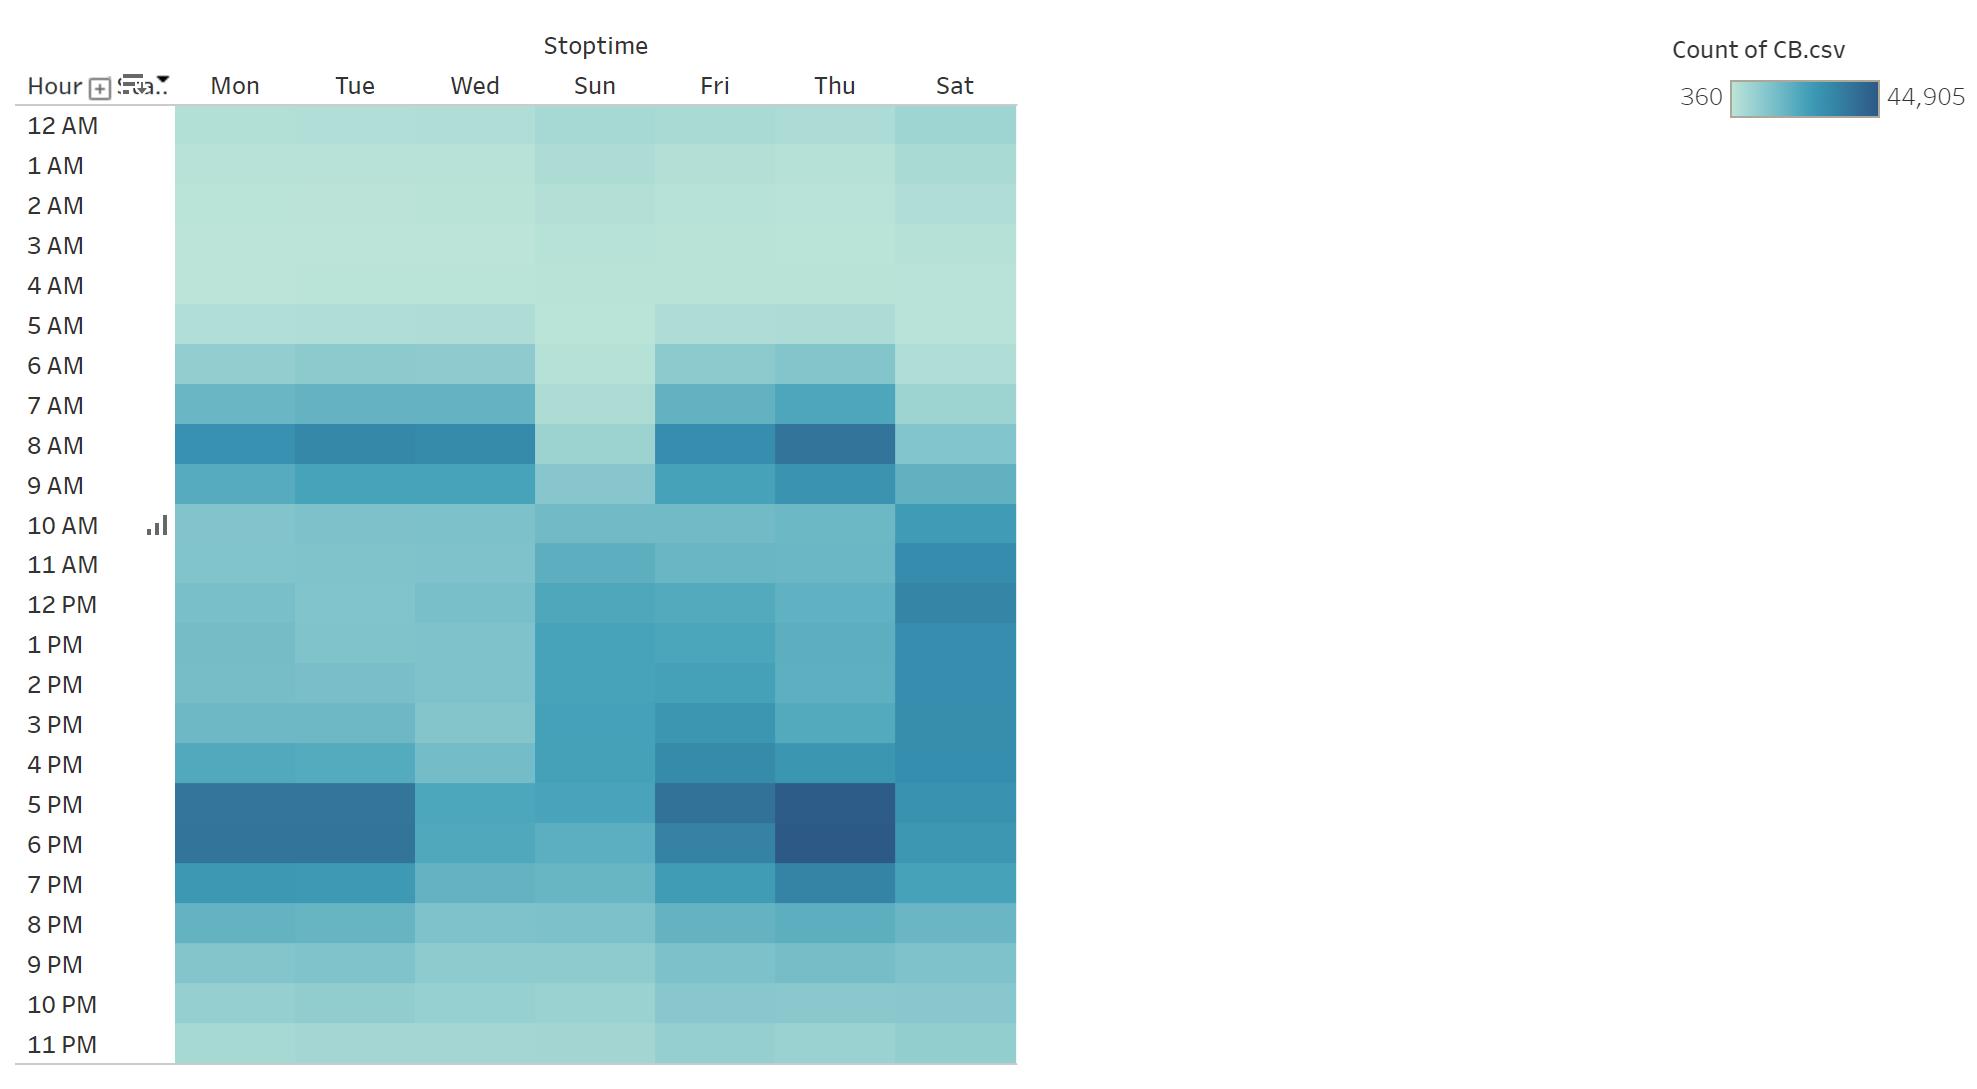 Stoptime
Hour
Mon Tue Wed Sun Fri Thu Sat
12 AM
1 AM
2 AM
3 AM
4 AM
5 AM
6 AM
7 AM
8 AM
9 AM
10 AM
11 AM
12 PM
1 PM
2 PM
3 PM
4 PM
5 PM
6 PM
7 PM
8 PM
9 PM
10 PM
11 PM
Count of CB.csv
360 44,905